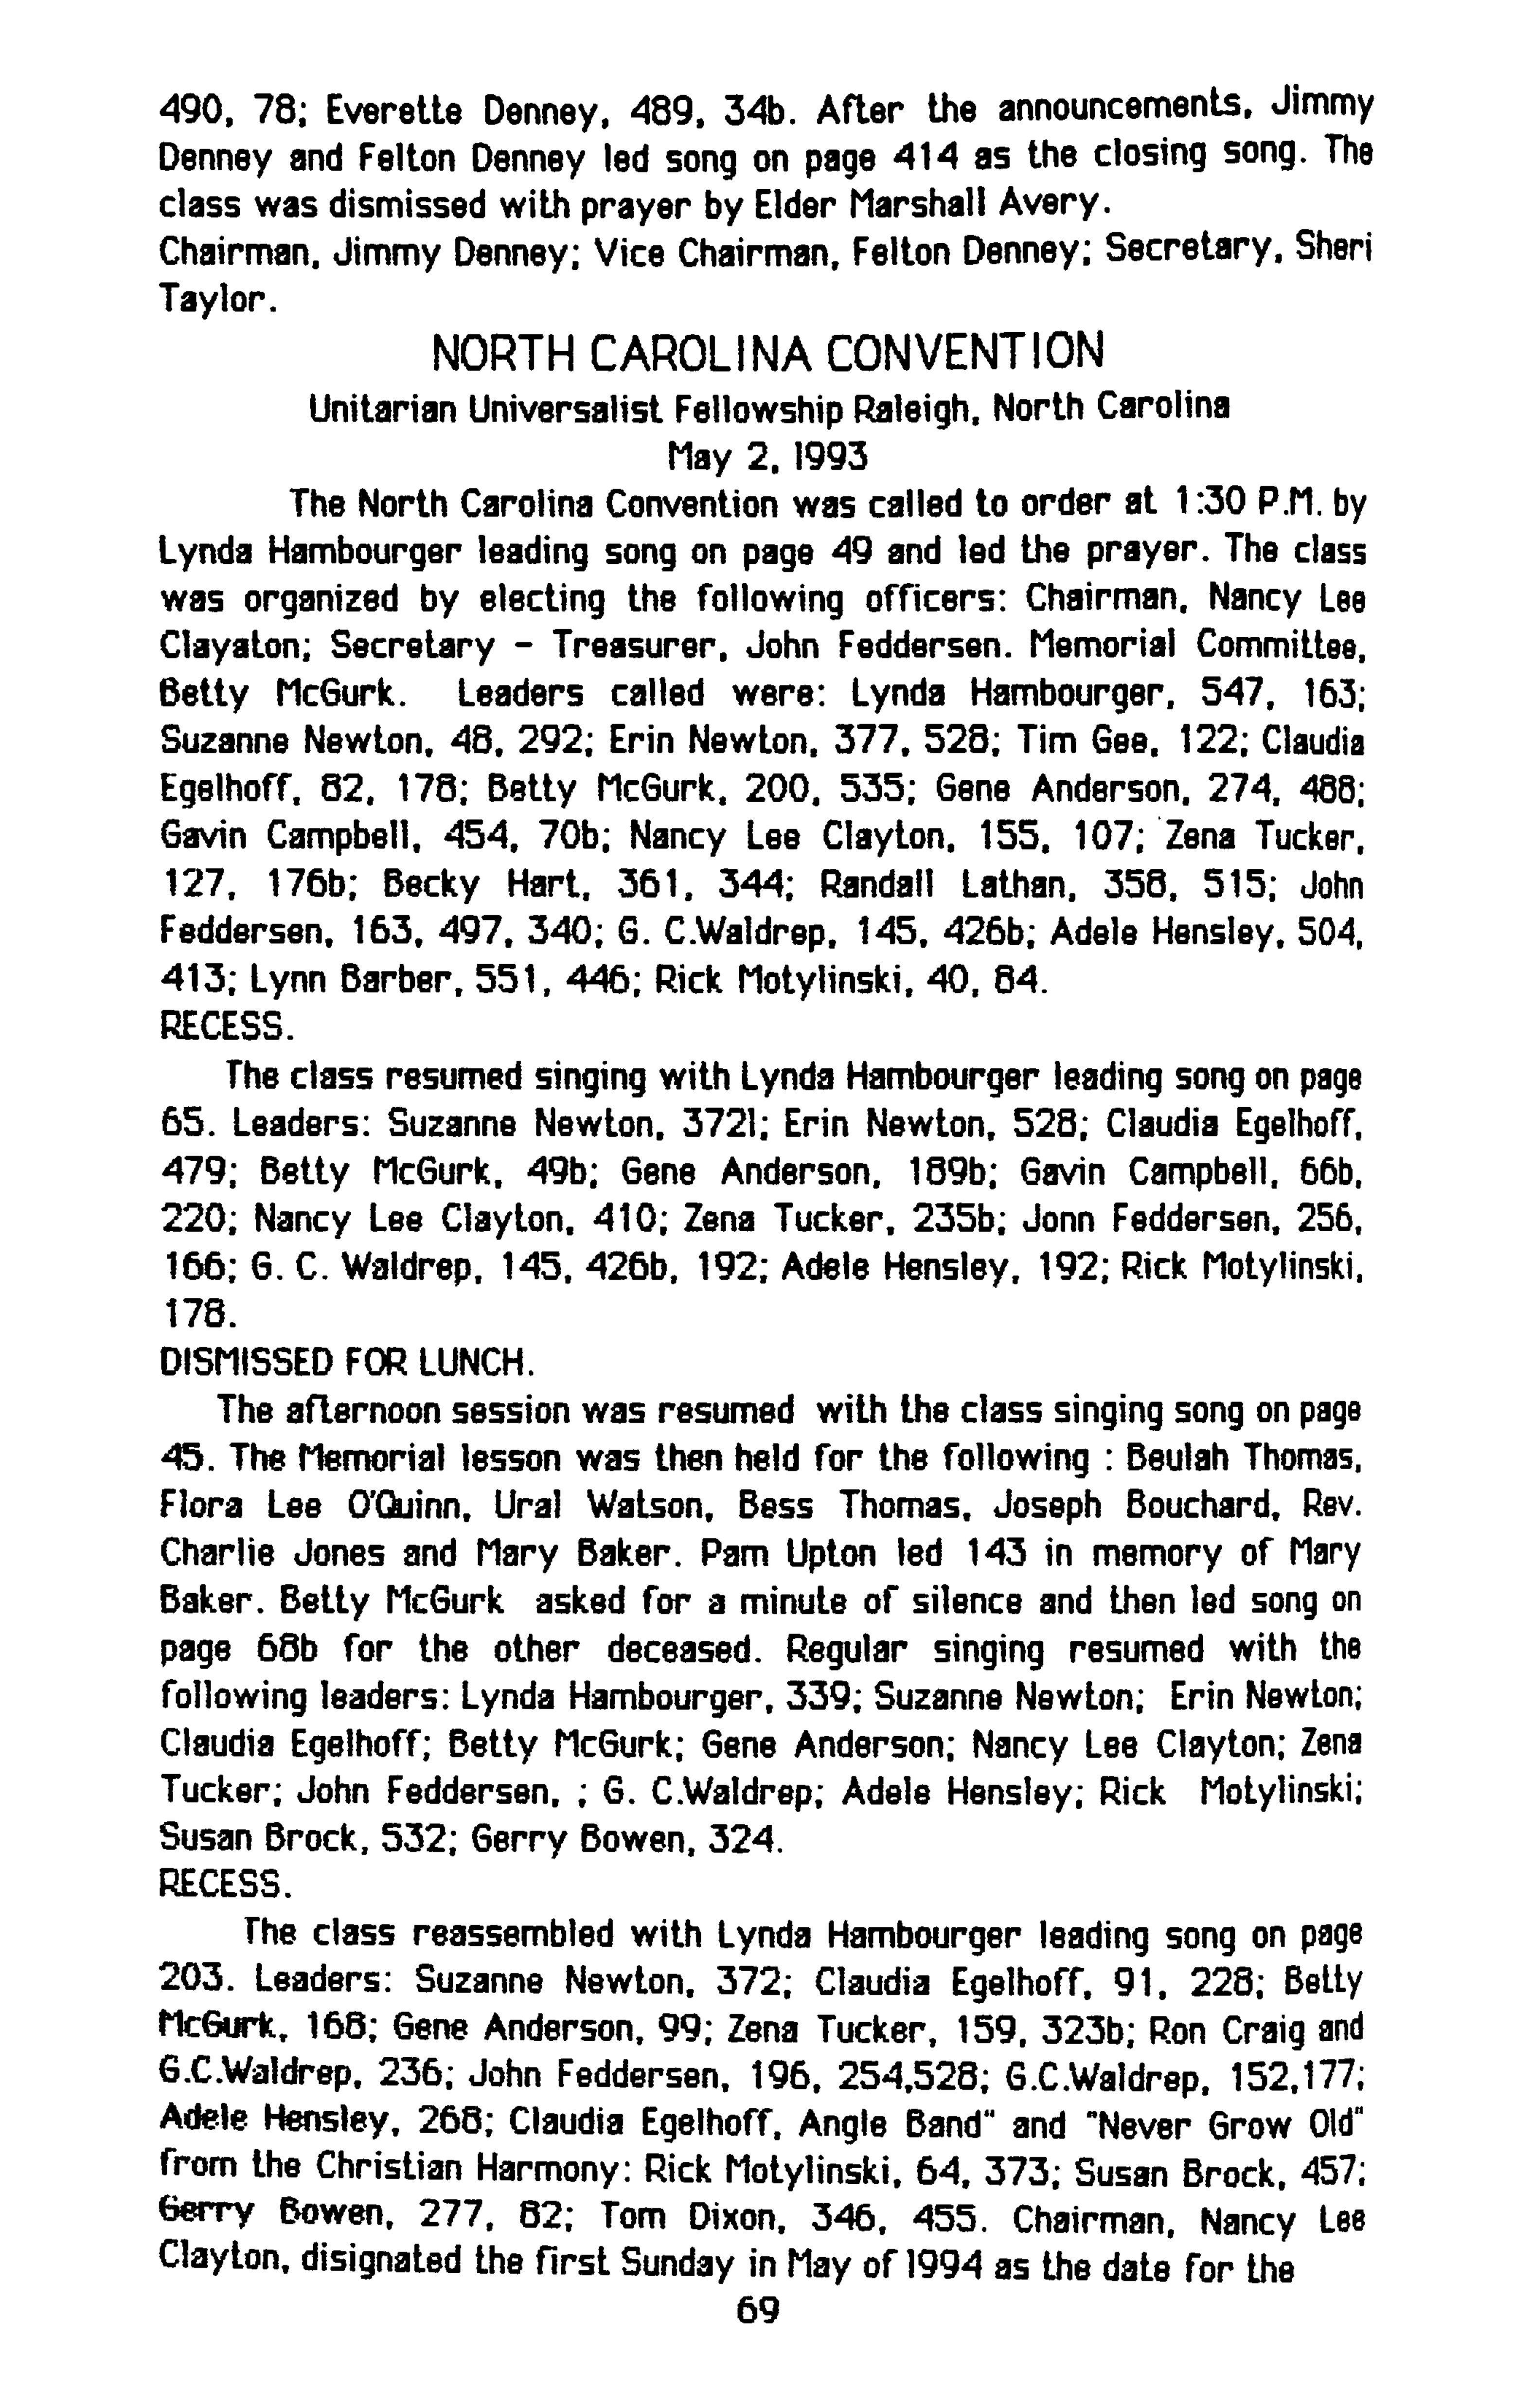 490, 78; Everette Denney, 489, 34b. After the announcements, Jimmy
Denney and Felton Denney led song on page 414 as the closing song. The
class was dismissed with prayer by Elder Marshall Avery.
Chairman, Jimmy Denney; Vice Chairman, Felton Denney; Secretary, Sheri
Taylor.
NORTH CAROLINA CONVENTION
Unitarian Universalist Fellowship Raleigh, North Carolina
May 2, 1993
The North Carolina Convention was called to order at 1:30 P.M. by
Lynda Hambourger leading song on page 49 and led the prayer. The class
was organized by electing the following officers: Chairman, Nancy Lee
Clayaton; Secretary - Treasurer, John Feddersen. Memorial Committee,
Betty McGurk. Leaders called were: Lynda Hambourger, 547, 163;
Suzanne Newton, 48, 292; Erin Newton, 377, 528; Tim Gee, 122; Claudia
Egelhoff, 82, 178; Betty McGurk, 200, 535; Gene Anderson, 274, 488;
Gavin Campbell, 454, 70b; Nancy Lee Clayton, 155, 107; Zena Tucker,
127, 176b; Becky Hart, 361, 344; Randall Lathan, 358, 515; John
Feddersen, 163, 497, 340; G. C.Waldrep, 145, 426b; Adele Hensley, 504,
413; Lynn Barber, 551, 446; Rick Motylinski, 40, 84.
RECESS.
The class resumed singing with Lynda Hambourger leading song on page
65. Leaders: Suzanne Newton, 372l; Erin Newton, 528; Claudia Egelhoff,
479; Betty McGurk, 49b; Gene Anderson, 189b; Gavin Campbell, 66b,
220; Nancy Lee Clayton, 410; Zena Tucker, 235b; Jonn Feddersen, 256,
166; G. C. Waldrep, 145, 426b, 192; Adele Hensley, 192; Rick Motylinski,
178.
DISMISSED FOR LUNCH.
The afternoon session was resumed with the class singing song on page
45. The Memorial lesson was then held for the following : Beulah Thomas,
Flora Lee O'Quinn, Ural Watson, Bess Thomas, Joseph Bouchard, Rev.
Charlie Jones and Mary Baker. Pam Upton led 143 in memory of Mary
Baker. Betty McGurk asked for a minute of silence and then led song on
page 68b for the other deceased. Regular singing resumed with the
following leaders: Lynda Hambourger, 339; Suzanne Newton; Erin Newton;
Claudia Egelhoff; Betty McGurk; Gene Anderson; Nancy Lee Clayton; Zena
Tucker; John Feddersen, ; G. C.Waldrep; Adele Hensley; Rick Motylinski;
Susan Brock, 532; Gerry Bowen, 324.
RECESS.
The class reassembled with Lynda Hambourger leading song on page
203. Leaders: Suzanne Newton, 372; Claudia Egelhoff, 91, 228; Betty
McGurk, 168; Gene Anderson, 99; Zena Tucker, 159, 323b; Ron Craig and
G.C.Waldrep, 236; John Feddersen, 196, 254,528; G.C.Waldrep, 152,177;
Adele Hensley, 268; Claudia Egelhoff, Angle Band" and "Never Grow Old"
from the Christian Harmony: Rick Motylinski, 64, 373; Susan Brock, 457;
Gerry Bowen, 277, 82; Tom Dixon, 346, 455. Chairman, Nancy Lee
Clayton, disignated the first Sunday in May of 1994 as the date for the
69